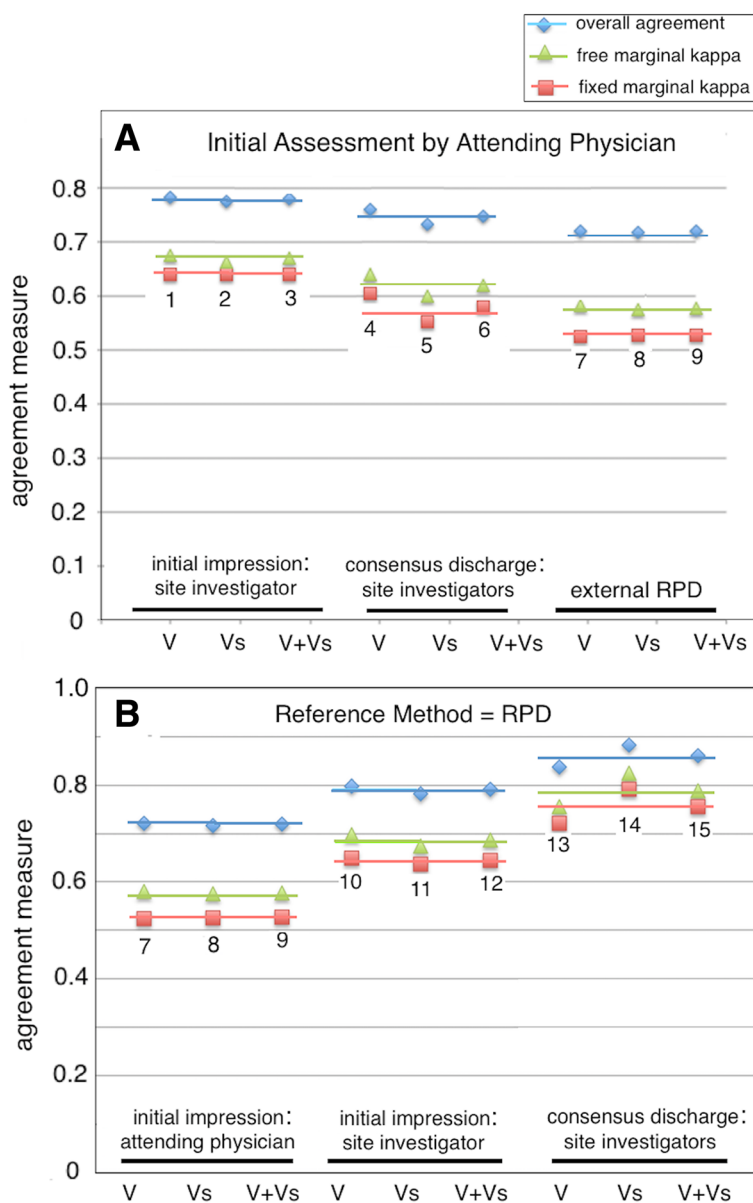 overall agreement
free marginal kappa
fixed marginal kappa
A
Initial Assessment by Attending Physician
agreement measure
0.8
0.7
0.6
0.5
0.4
0.3
0.2
0.1
0
1 2 3
4 5 6
7 8 9
initial impression:
site investigator
consensus discharge:
site investigators
external RPD
V Vs V+Vs V Vs V+Vs V Vs V+Vs
B
Reference Method = RPD
agreement measure
1.0
0.8
0.6
0.4
0.2
0
7 8 9
10 11 12
13 14 15
initial impression:
attending physician
initial impression:
site investigator
consensus discharge:
site investigators
V Vs V+Vs V Vs V+Vs V Vs V+Vs